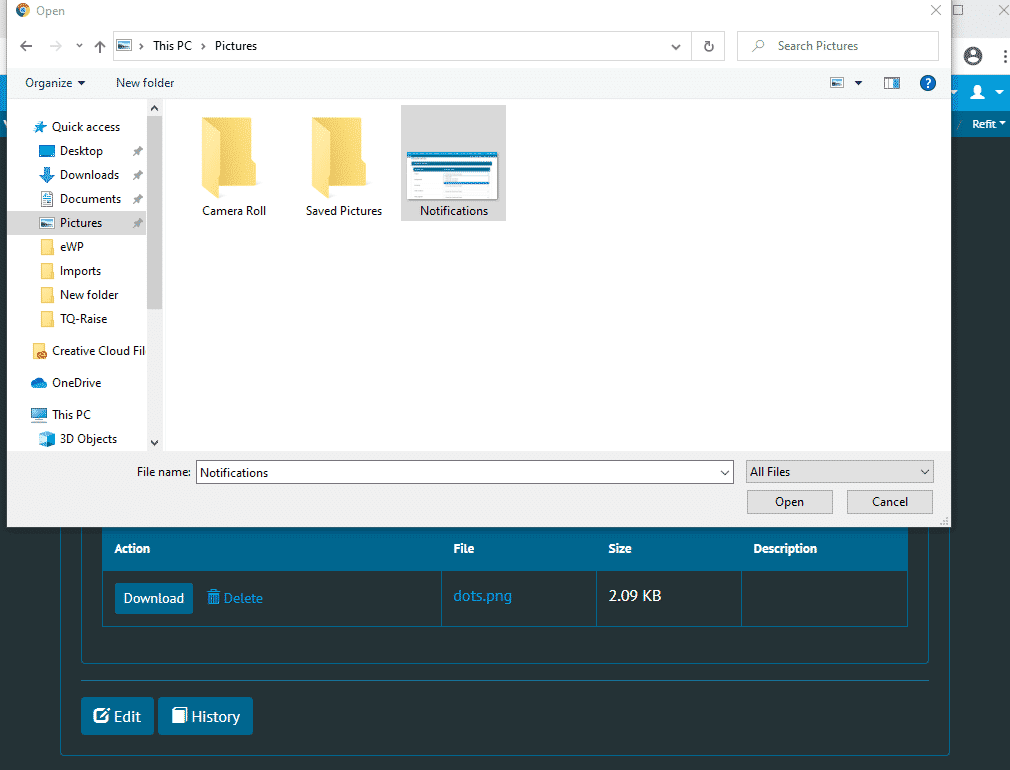 Open
This PC > Pictures
Search Pictures
Organize
New folder
Refit
Quick access
Desktop
Downloads
Documents
Pictures
eWP
Imports
New folder
TQ-Raise
Creative Cloud Fil
OneDrive
This PC
3D Objects
Camera Roll
Saved Pictures
Notifications
File name: Notifications
All Files
Open
Cancel
Action File Size Description
Download Delete dots.png 2.09 KB
Edit History